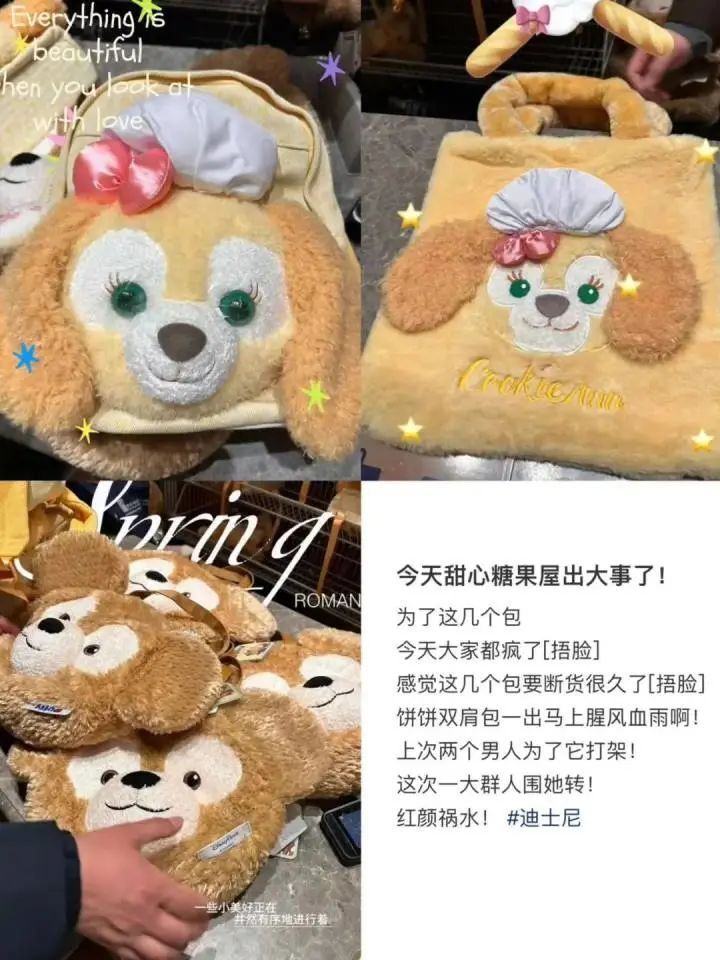 Everything is
beautiful
hen you look at
with love
CookieAnn
Spring
ROMAN
一些小美好正在
井然有序地进行着
今天甜心糖果屋出大事了！
为了这几个包
今天大家都疯了[捂脸]
感觉这几个包要断货很久了[捂脸]
饼饼双肩包一出马上腥风血雨啊！
上次两个男人为了它打架！
这次一大群人围她转！
红颜祸水！ #迪士尼